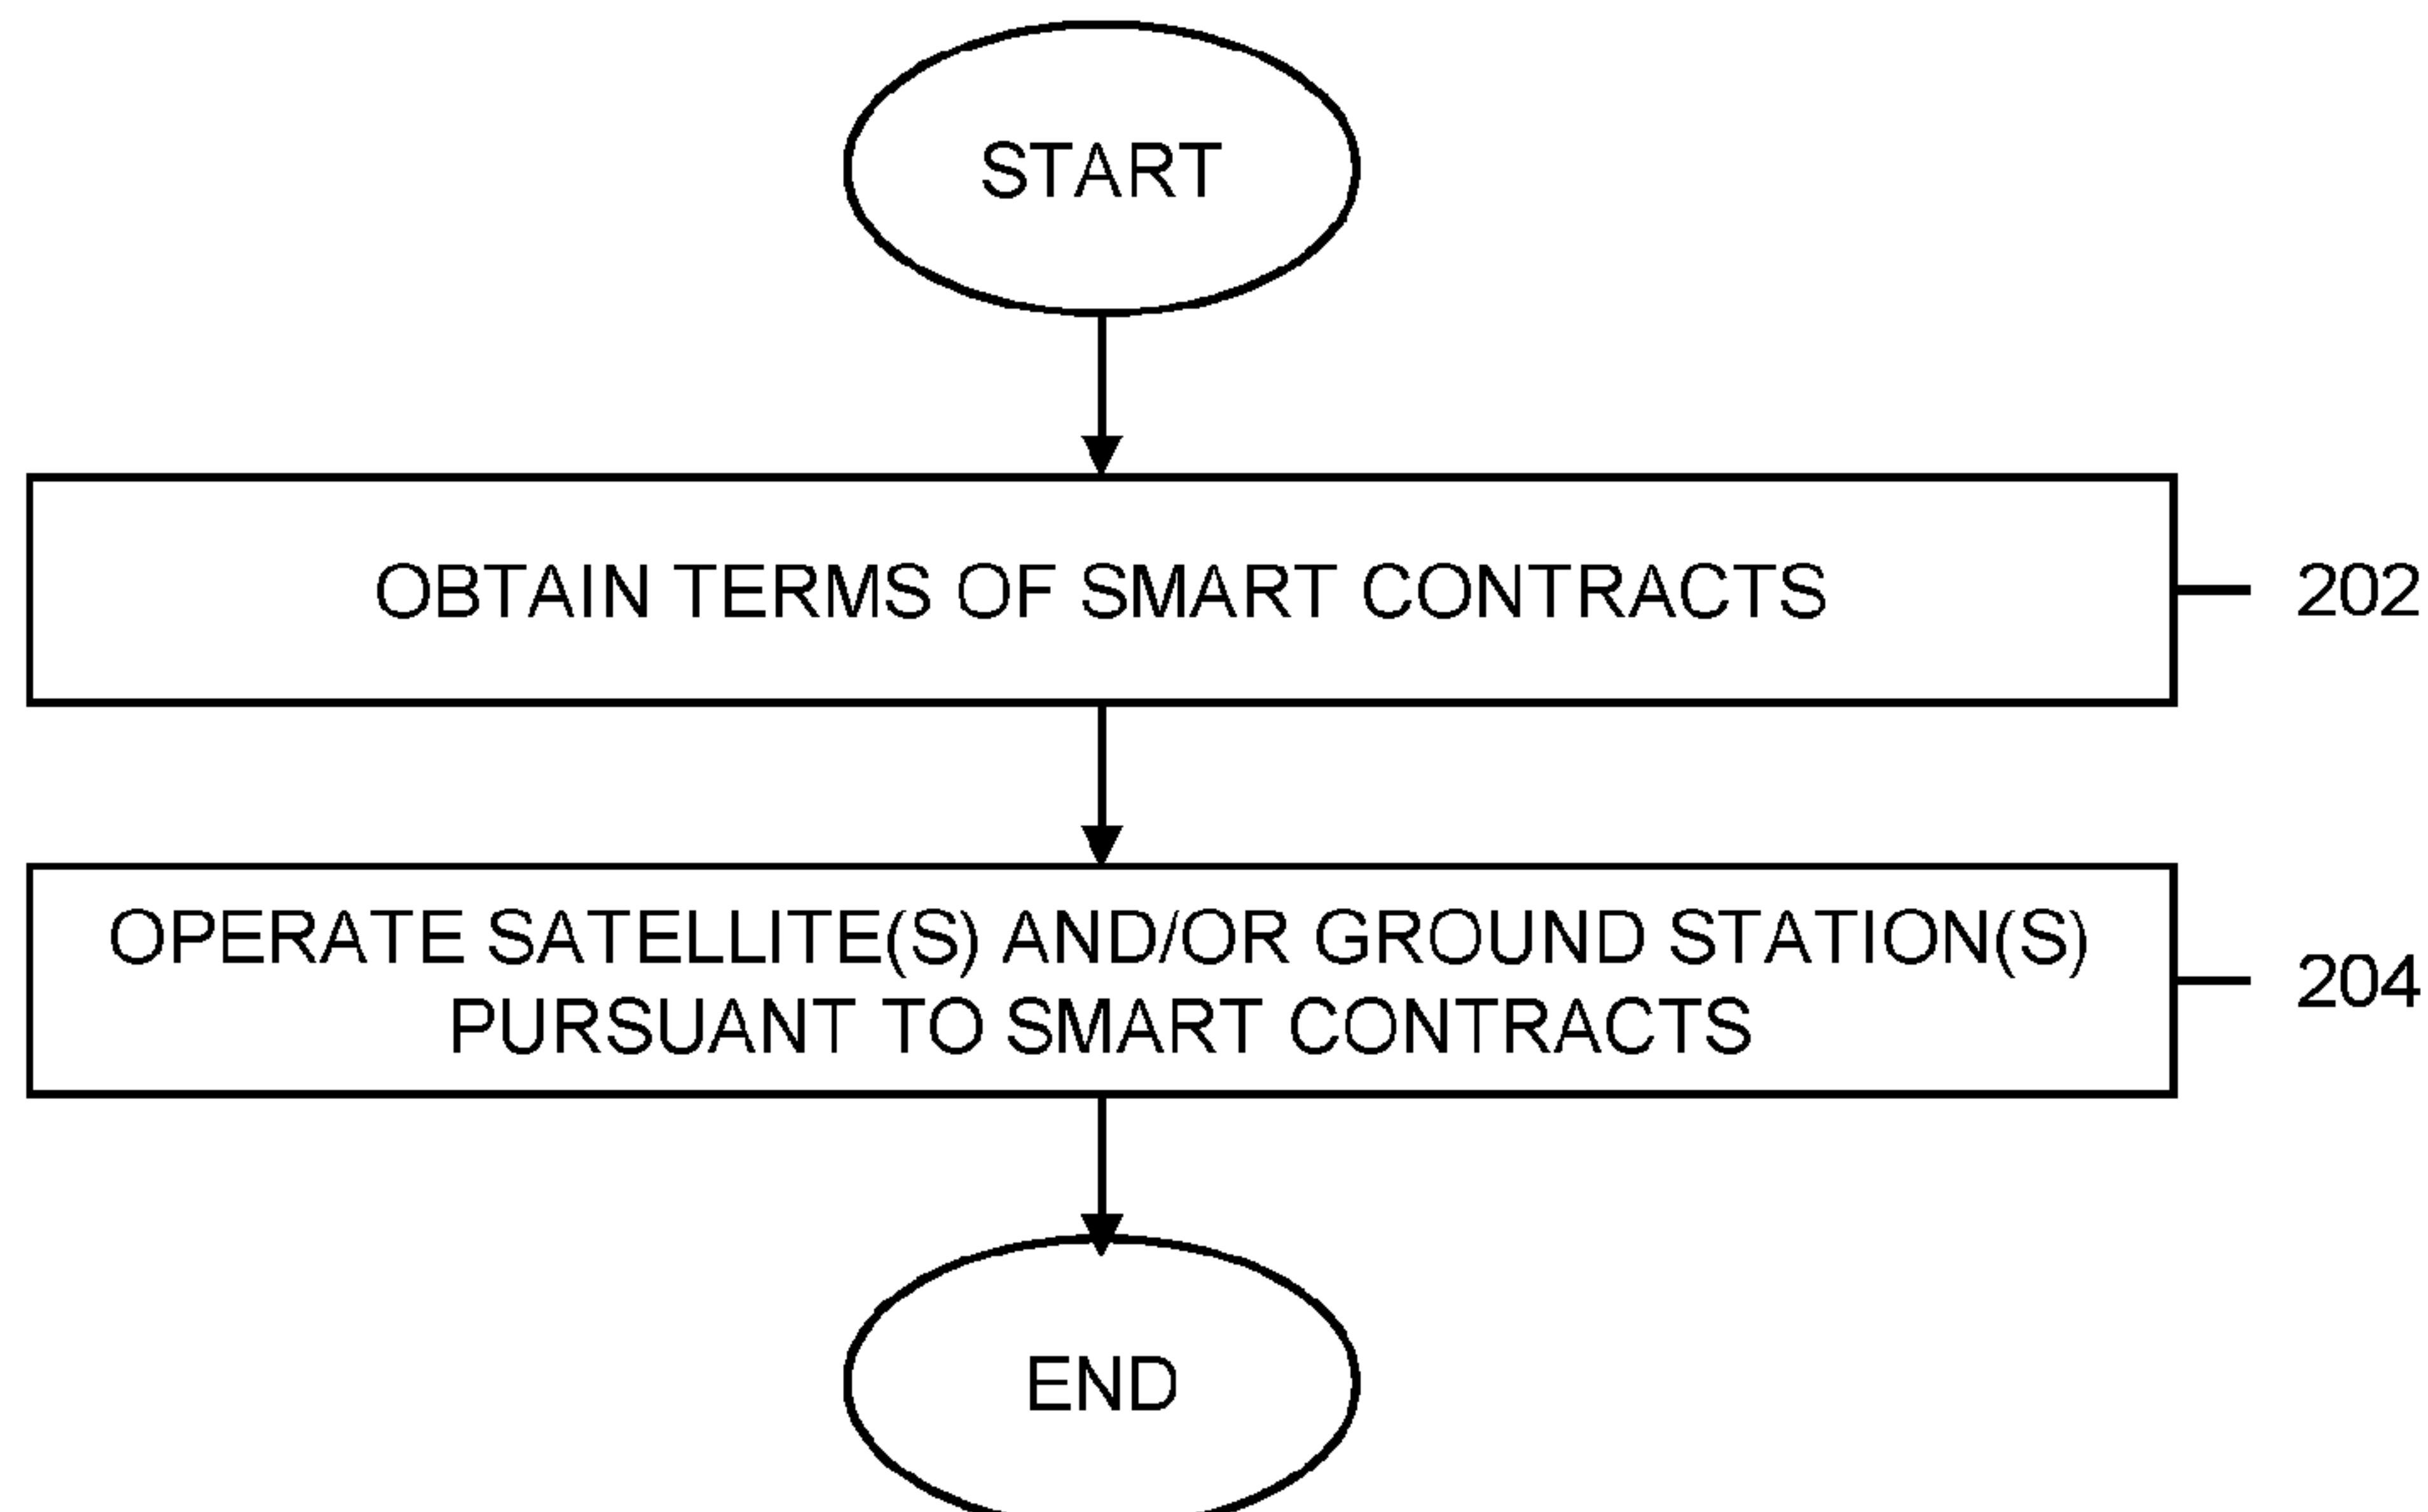 START
OBTAIN TERMS OF SMART CONTRACTS
202
OPERATE SATELLITE(S) AND/OR GROUND STATION(S)
PURSUANT TO SMART CONTRACTS
204
END